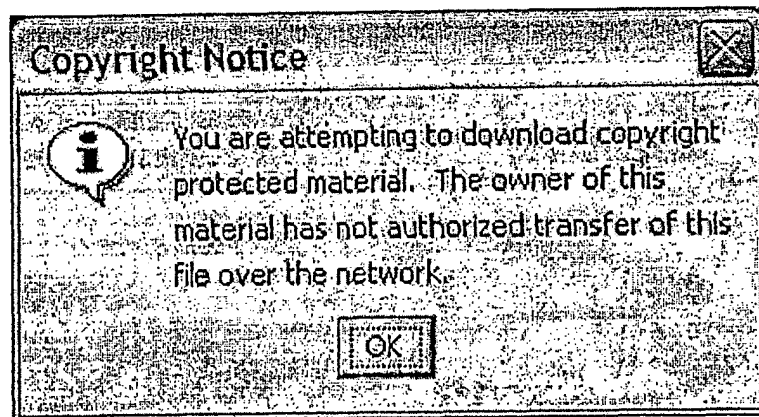 Copyright Notice
You are attempting to download copyright
protected material. The owner of this
material has not authorized transfer of this
file over the network.
OK